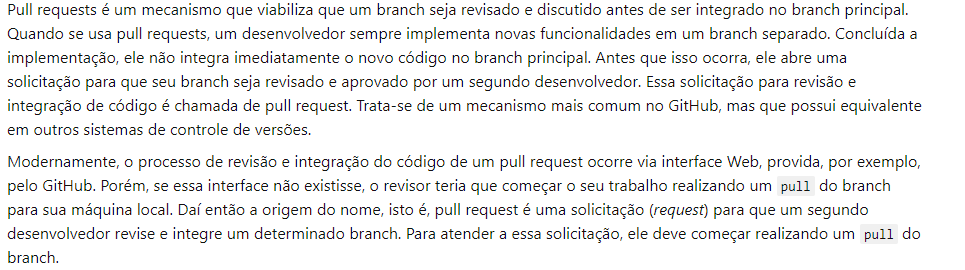 Pull requests é um mecanismo que viabiliza que um branch seja revisado e discutido antes de ser integrado no branch principal.
Quando se usa pull requests, um desenvolvedor sempre implementa novas funcionalidades em um branch separado. Concluída a
implementação, ele não integra imediatamente o novo código no branch principal. Antes que isso ocorra, ele abre uma
solicitação para que seu branch seja revisado e aprovado por um segundo desenvolvedor. Essa solicitação para revisão e
integração de código é chamada de pull request. Trata-se de um mecanismo mais comum no GitHub, mas que possui equivalente
em outros sistemas de controle de versões.
Modernamente, o processo de revisão e integração do código de um pull request ocorre via interface Web, provida, por exemplo,
pelo GitHub. Porém, se essa interface não existisse, o revisor teria que começar o seu trabalho realizando um pull do branch
para sua máquina local. Daí então a origem do nome, isto é, pull request é uma solicitação (request) para que um segundo
desenvolvedor revise e integre um determinado branch. Para atender a essa solicitação, ele deve começar realizando um pull do
branch.